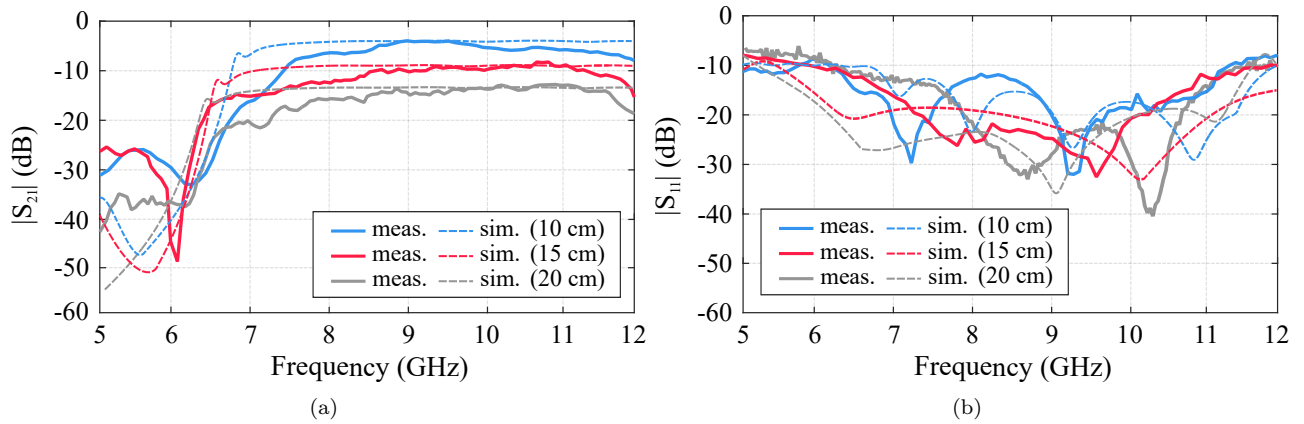 0
-10
-20
-30
-40
-50
-60
|S21| (dB)
meas. sim. (10 cm)
meas. sim. (15 cm)
meas. sim. (20 cm)
5 6 7 8 9 10 11 12
Frequency (GHz)
(a)
0
-10
-20
-30
-40
-50
-60
|S11| (dB)
meas. sim. (10 cm)
meas. sim. (15 cm)
meas. sim. (20 cm)
5 6 7 8 9 10 11 12
Frequency (GHz)
(b)